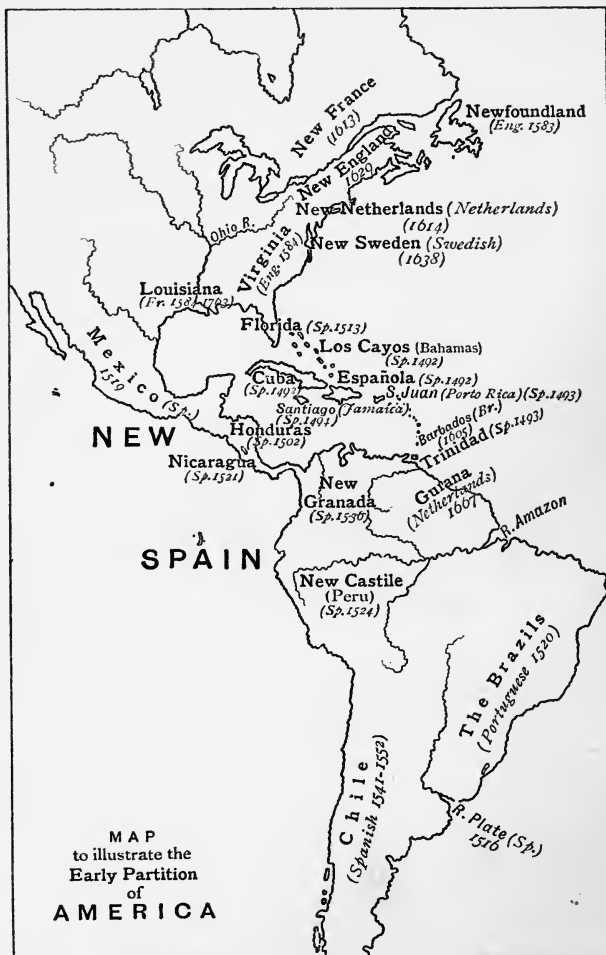 New France
(1613)
Newfoundland
(Eng. 1583)
New England
1629
New Netherlands (Netherlands)
(1614)
Ohio R.
Virginia
(Eng. 1584)
New Sweden (Swedish)
(1638)
Louisiana
Florida (Sp. 1513)
Los Cayos (Bahamas)
(Sp. 1492)
Mexico (Sp.)
1519
Cuba
(Sp. 1492)
Española (Sp. 1492)
S. Juan (Porto Rica) (Sp. 1493)
Santiago (Jamaica)
(Sp. 1494)
Barbados (Br.)
(1605)
Trinidad (Sp. 1493)
Honduras
(Sp. 1502)
NEW
Nicaragua
(Sp. 1521)
New
Granada
(Sp. 1536)
Guiana
(Netherlands)
1667
R. Amazon
SPAIN
New Castile
(Peru)
(Sp. 1524)
The Brazils
(Portuguese 1520)
Chile
(Spanish 1541-1552)
R. Plate (Sp.)
1516
MAP
to illustrate the
Early Partition
of
AMERICA